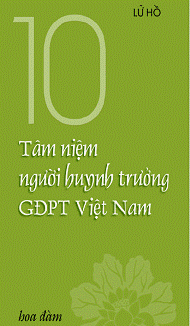 LỮ HỒ
10
Tâm niệm
người huynh trưởng
GĐPT Việt Nam
hoa đàm